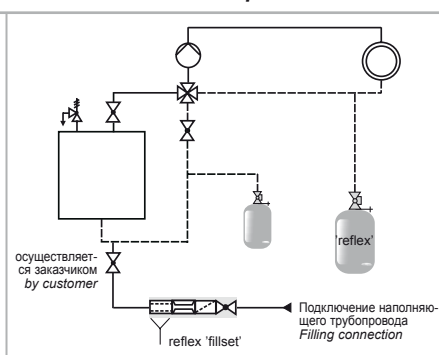 'reflex'
осуществляет-
ся заказчиком
by customer
Подключение наполняю-
щего трубопровода
Filling connection
reflex 'fillset'